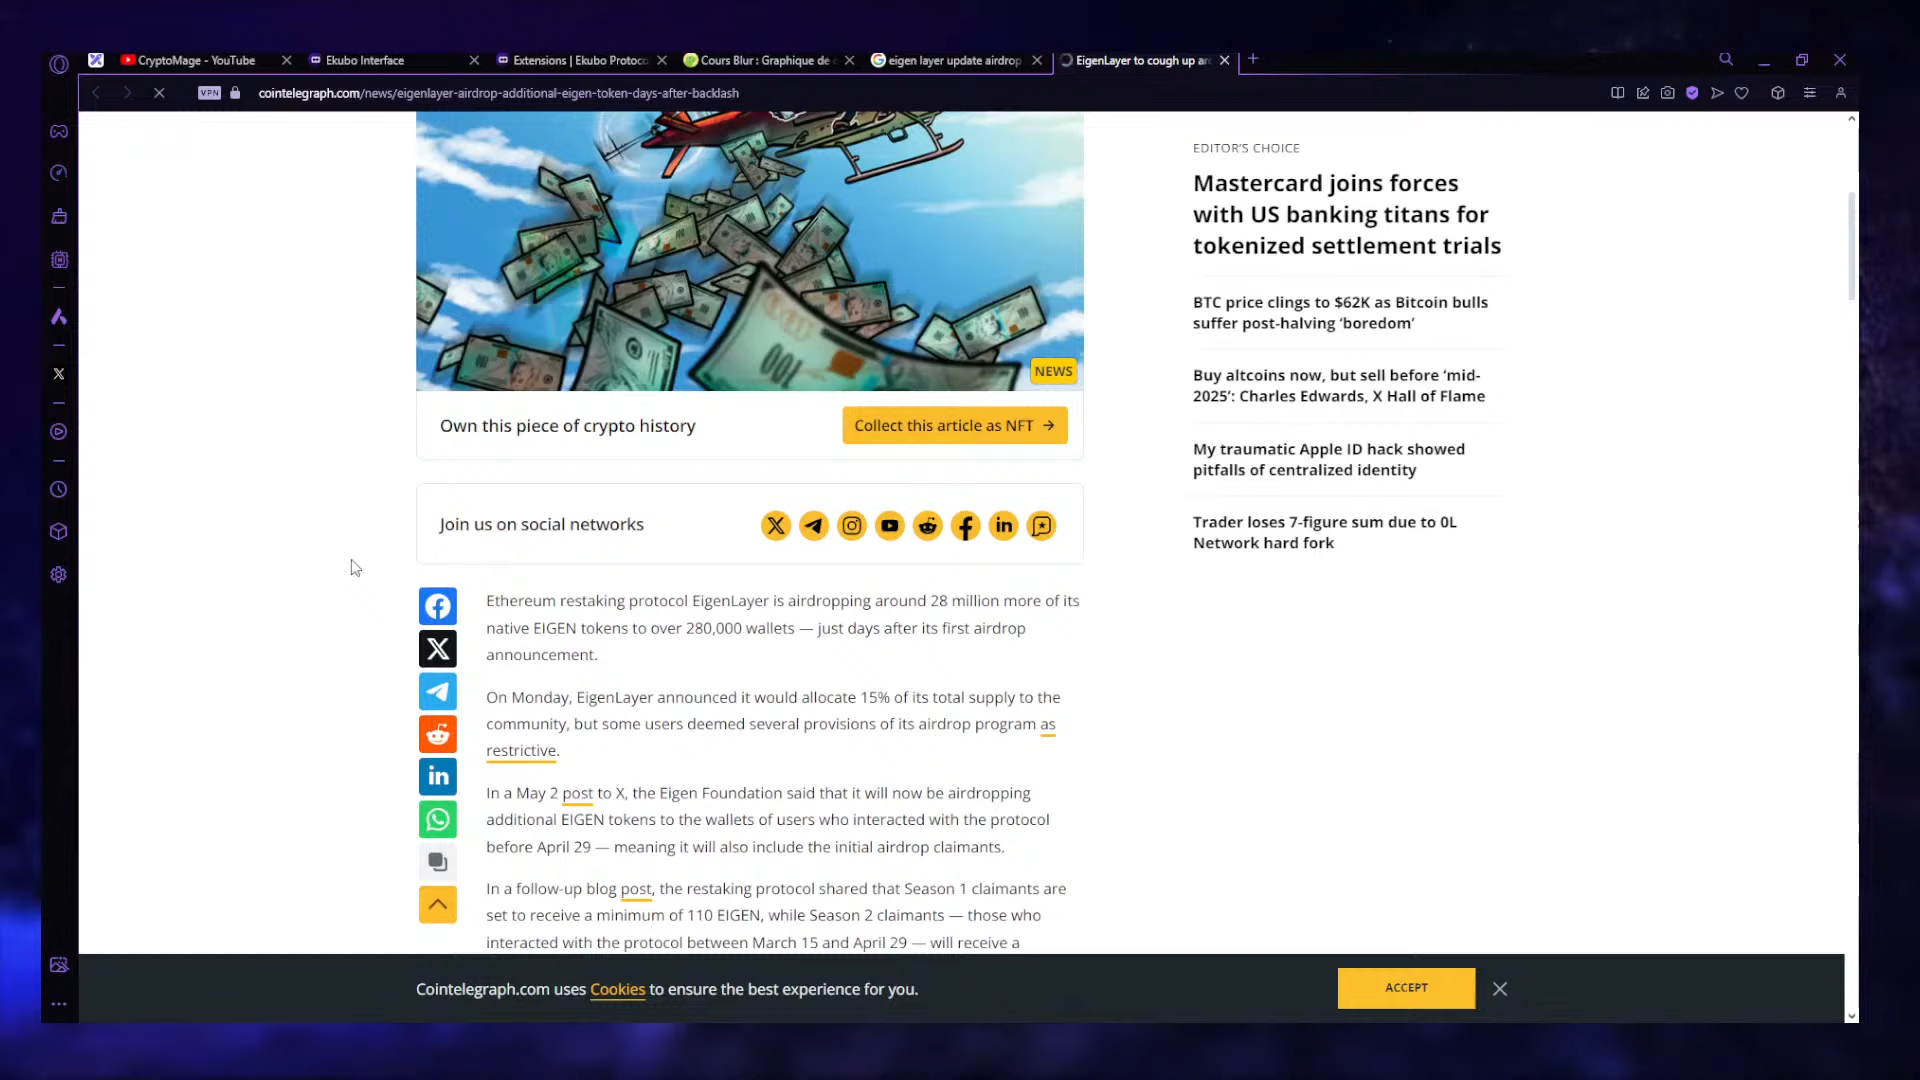 CryptoMage - YouTube
Ekubo Interface
Extensions | Ekubo Protoco
Cours Blur : Graphique de
eigen layer update airdrop
EigenLayer to cough up
VPN
cointelegraph.com/news/eigenlayer-airdrop-additional-eigen-token-days-after-backlash
100
NEWS
Own this piece of crypto history
Collect this article as NFT →
Join us on social networks
Ethereum restaking protocol EigenLayer is airdropping around 28 million more of its
native EIGEN tokens to over 280,000 wallets — just days after its first airdrop
announcement.
On Monday, EigenLayer announced it would allocate 15% of its total supply to the
community, but some users deemed several provisions of its airdrop program as
restrictive.
In a May 2 post to X, the Eigen Foundation said that it will now be airdropping
additional EIGEN tokens to the wallets of users who interacted with the protocol
before April 29 — meaning it will also include the initial airdrop claimants.
In a follow-up blog post, the restaking protocol shared that Season 1 claimants are
set to receive a minimum of 110 EIGEN, while Season 2 claimants — those who
interacted with the protocol between March 15 and April 29 — will receive a
EDITOR'S CHOICE
Mastercard joins forces
with US banking titans for
tokenized settlement trials
BTC price clings to $62K as Bitcoin bulls
suffer post-halving ‘boredom’
Buy altcoins now, but sell before ‘mid-
2025’: Charles Edwards, X Hall of Flame
My traumatic Apple ID hack showed
pitfalls of centralized identity
Trader loses 7-figure sum due to 0L
Network hard fork
Cointelegraph.com uses Cookies to ensure the best experience for you.
ACCEPT